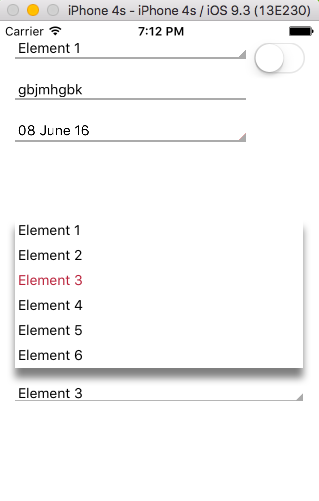 iPhone 4s - iPhone 4s / iOS 9.3 (13E230)
Carrier 7:12 PM
Element 1
gbjmhgbk
08 June 16
Element 1
Element 2
Element 3
Element 4
Element 5
Element 6
Element 3